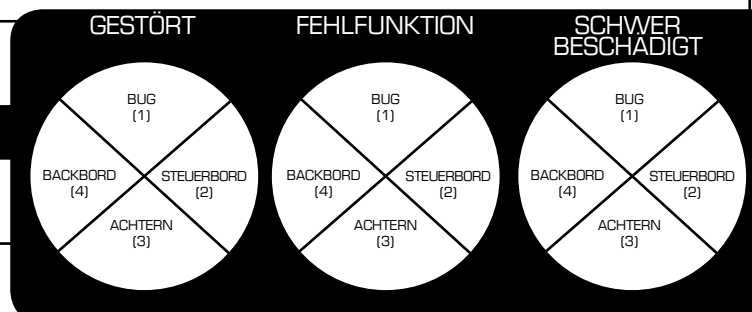 GESTÖRT
BUG
(1)
BACKBORD
(4)
STEUERBORD
(2)
ACHTERN
(3)
FEHLFUNKTION
BUG
(1)
BACKBORD
(4)
STEUERBORD
(2)
ACHTERN
(3)
SCHWER
BESCHÄDIGT
BUG
(1)
BACKBORD
(4)
STEUERBORD
(2)
ACHTERN
(3)